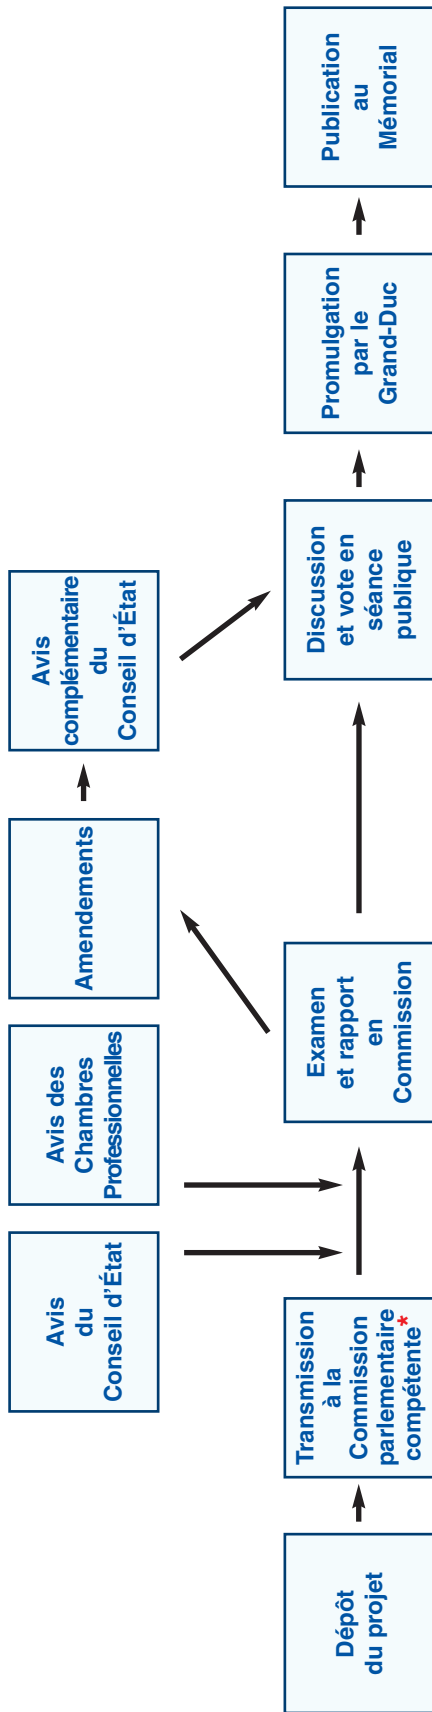 Dépôt
du projet
Transmission
à la
Commission
parlementaire
compétente*
Avis
du
Conseil d’État
Avis des
Chambres
Professionnelles
Examen
et rapport
en
Commission
Amendements
Avis
complémentaire
du
Conseil d’État
Discussion
et vote en
séance
publique
Promulgation
par le
Grand-Duc
Publication
au
Mémorial